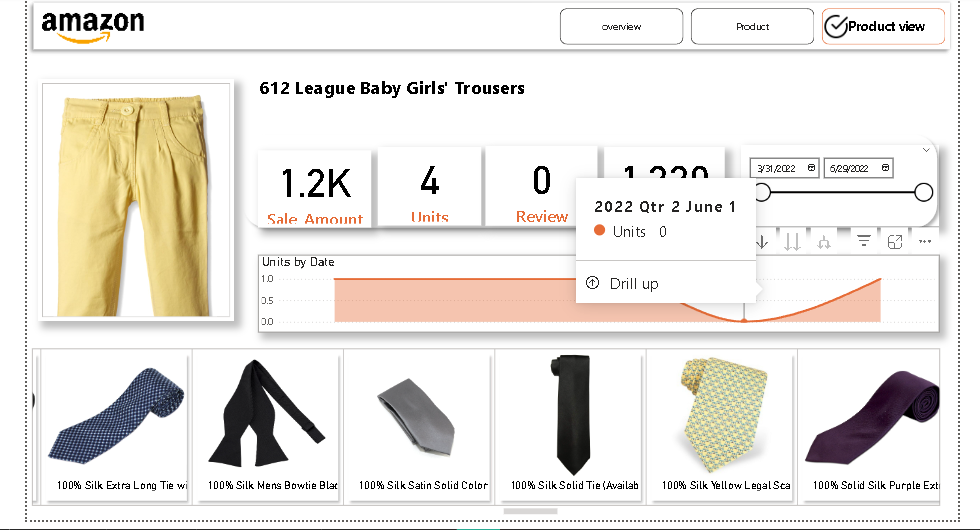 amazon
overview
Product
Product view
612 League Baby Girls' Trousers
1.2K
Sale Amount
4
Units
0
Review
3/31/2022
6/29/2022
2022 Qtr 2 June 1
Units 0
Drill up
Units by Date
1.0
0.5
0.0
100% Silk Extra Long Tie wi
100% Silk Mens Bowtie Blac
100% Silk Satin Solid Color
100% Silk Solid Tie (Availab
100% Silk Yellow Legal Sca
100% Solid Silk Purple Extr